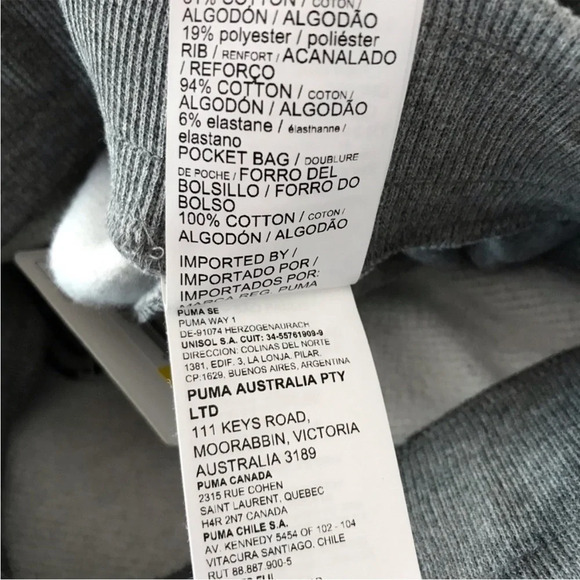 COTTON / COTON /
ALGODÓN / ALGODÃO
19% polyester / poliéster
RIB / RENFORT / ACANALADO
/ REFORÇO
94% COTTON / COTON /
ALGODÓN / ALGODÃO
6% elastane / élasthanne /
elastano
POCKET BAG / DOUBLURE
DE POCHE / FORRO DEL
BOLSILLO / FORRO DO
BOLSO
100% COTTON / COTON /
ALGODÓN / ALGODÃO
IMPORTED BY /
IMPORTADO POR /
IMPORTADOS POR:
MARCA REG. PUMA
PUMA SE
PUMA WAY 1
DE-91074 HERZOGENAURACH
UNISOL S.A. CUIT: 34-55761909-9
DIRECCION: COLINAS DEL NORTE
1381, EDIF. 3, LA LONJA, PILAR.
CP:1629, BUENOS AIRES, ARGENTINA
PUMA AUSTRALIA PTY
LTD
111 KEYS ROAD,
MOORABBIN, VICTORIA
AUSTRALIA 3189
PUMA CANADA
2315 RUE COHEN
SAINT LAURENT, QUEBEC
H4R 2N7 CANADA
PUMA CHILE S.A.
AV. KENNEDY 5454 OF 102 - 104
VITACURA SANTIAGO, CHILE
RUT 88.887.900-5